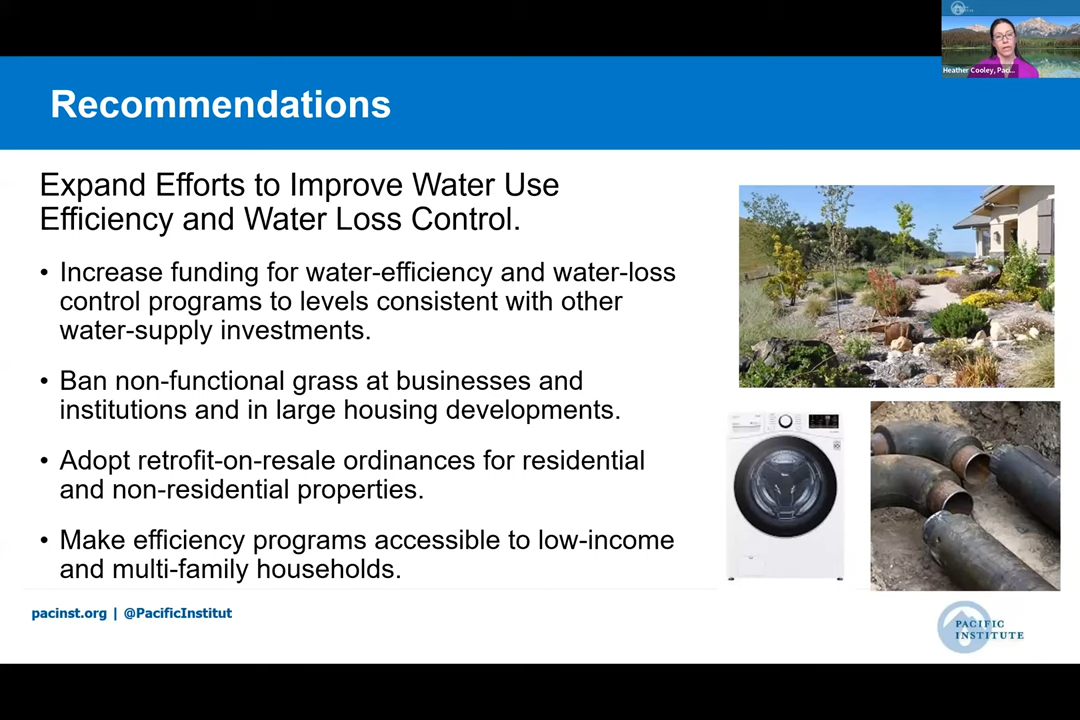 Heather Cooley, Paci...
Recommendations
Expand Efforts to Improve Water Use
Efficiency and Water Loss Control.
• Increase funding for water-efficiency and water-loss
control programs to levels consistent with other
water-supply investments.
• Ban non-functional grass at businesses and
institutions and in large housing developments.
• Adopt retrofit-on-resale ordinances for residential
and non-residential properties.
• Make efficiency programs accessible to low-income
and multi-family households.
pacinst.org | @PacificInstitut
PACIFIC
INSTITUTE